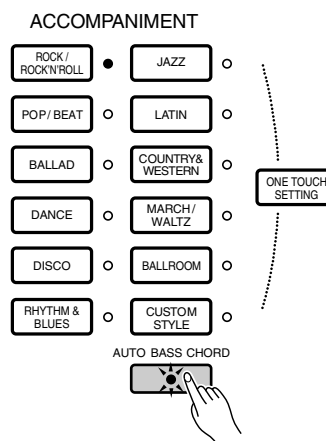 ACCOMPANIMENT
ROCK /
ROCK'N'ROLL
JAZZ
POP / BEAT
LATIN
BALLAD
COUNTRY&
WESTERN
DANCE
MARCH /
WALTZ
DISCO
BALLROOM
RHYTHM &
BLUES
CUSTOM
STYLE
ONE TOUCH
SETTING
AUTO BASS CHORD